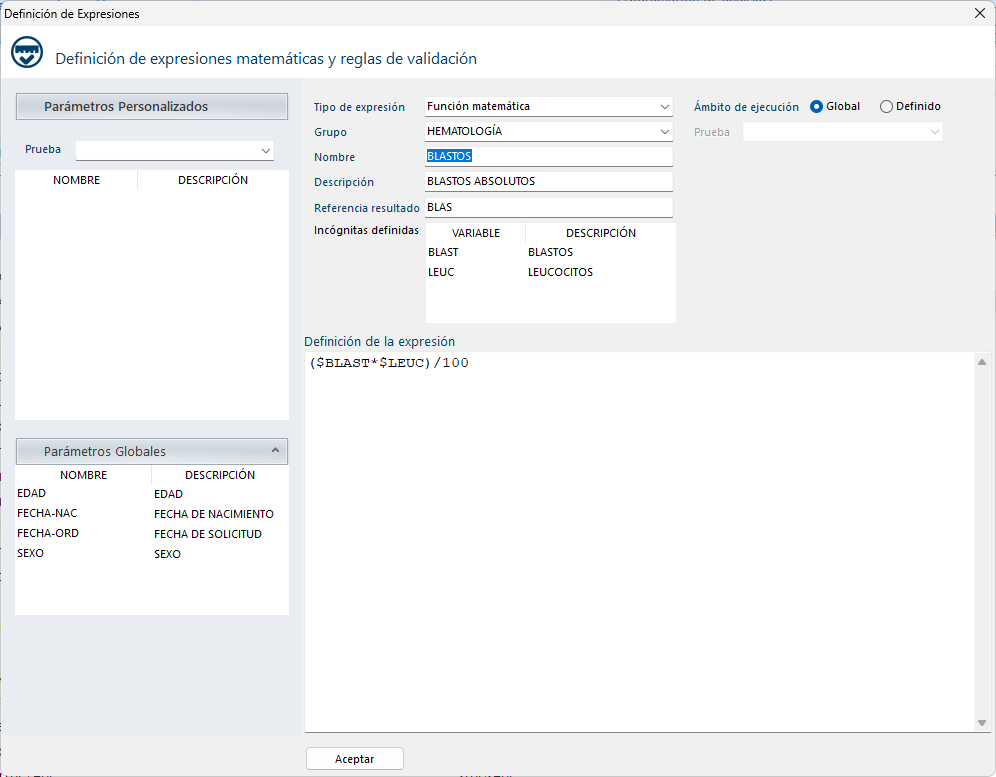 Definición de Expresiones
Definición de expresiones matemáticas y reglas de validación
Parámetros Personalizados
Prueba
NOMBRE DESCRIPCIÓN
Parámetros Globales
NOMBRE DESCRIPCIÓN
EDAD EDAD
FECHA-NAC FECHA DE NACIMIENTO
FECHA-ORD FECHA DE SOLICITUD
SEXO SEXO
Tipo de expresión Función matemática
Grupo HEMATOLOGÍA
Nombre BLASTOS
Descripción BLASTOS ABSOLUTOS
Referencia resultado BLAS
Incógnitas definidas
VARIABLE DESCRIPCIÓN
BLAST BLASTOS
LEUC LEUCOCITOS
Ámbito de ejecución Global Definido
Prueba
Definición de la expresión
($BLAST*$LEUC)/100
Aceptar